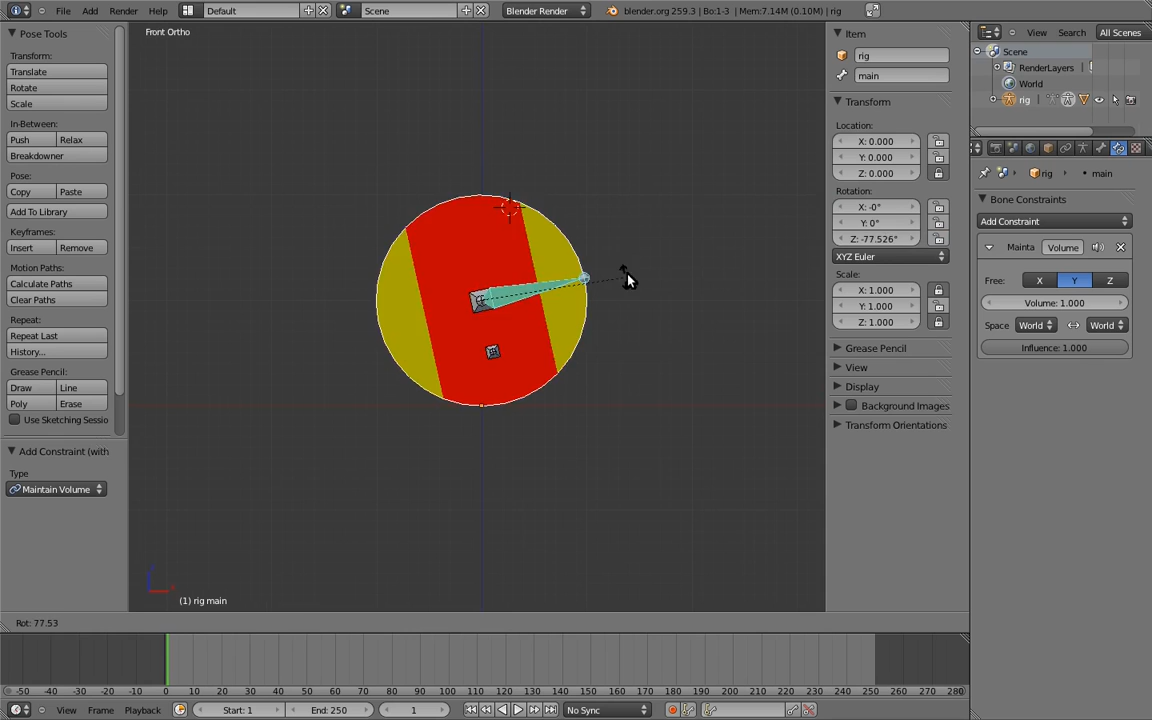 File Add Render Help Default Scene Blender Render blender.org 259.3 | Bo:1-3 | Mem:7.14M (0.10M) | rig
Pose Tools
Transform:
Translate
Rotate
Scale
In-Between:
Push Relax
Breakdowner
Pose:
Copy Paste
Add To Library
Keyframes:
Insert Remove
Motion Paths:
Calculate Paths
Clear Paths
Repeat:
Repeat Last
History...
Grease Pencil:
Draw Line
Poly Erase
Use Sketching Sessio
Add Constraint (with
Type
Maintain Volume
Front Ortho
(1) rig main
Item
rig
main
Transform
Location:
X: 0.000
Y: 0.000
Z: 0.000
Rotation:
X: -0°
Y: 0°
Z: -77.526°
XYZ Euler
Scale:
X: 1.000
Y: 1.000
Z: 1.000
Grease Pencil
View
Display
Background Images
Transform Orientations
View Search All Scenes
Scene
RenderLayers |
World
rig |
rig main
Bone Constraints
Add Constraint
Mainta Volume
Free: X Y Z
Volume: 1.000
Space World World
Influence: 1.000
Rot: 77.53
-50 -40 -30 -20 -10 0 10 20 30 40 50 60 70 80 90 100 110 120 130 140 150 160 170 180 190 200 210 220 230 240 250 260 270 280
View Frame Playback Start: 1 End: 250 1 No Sync